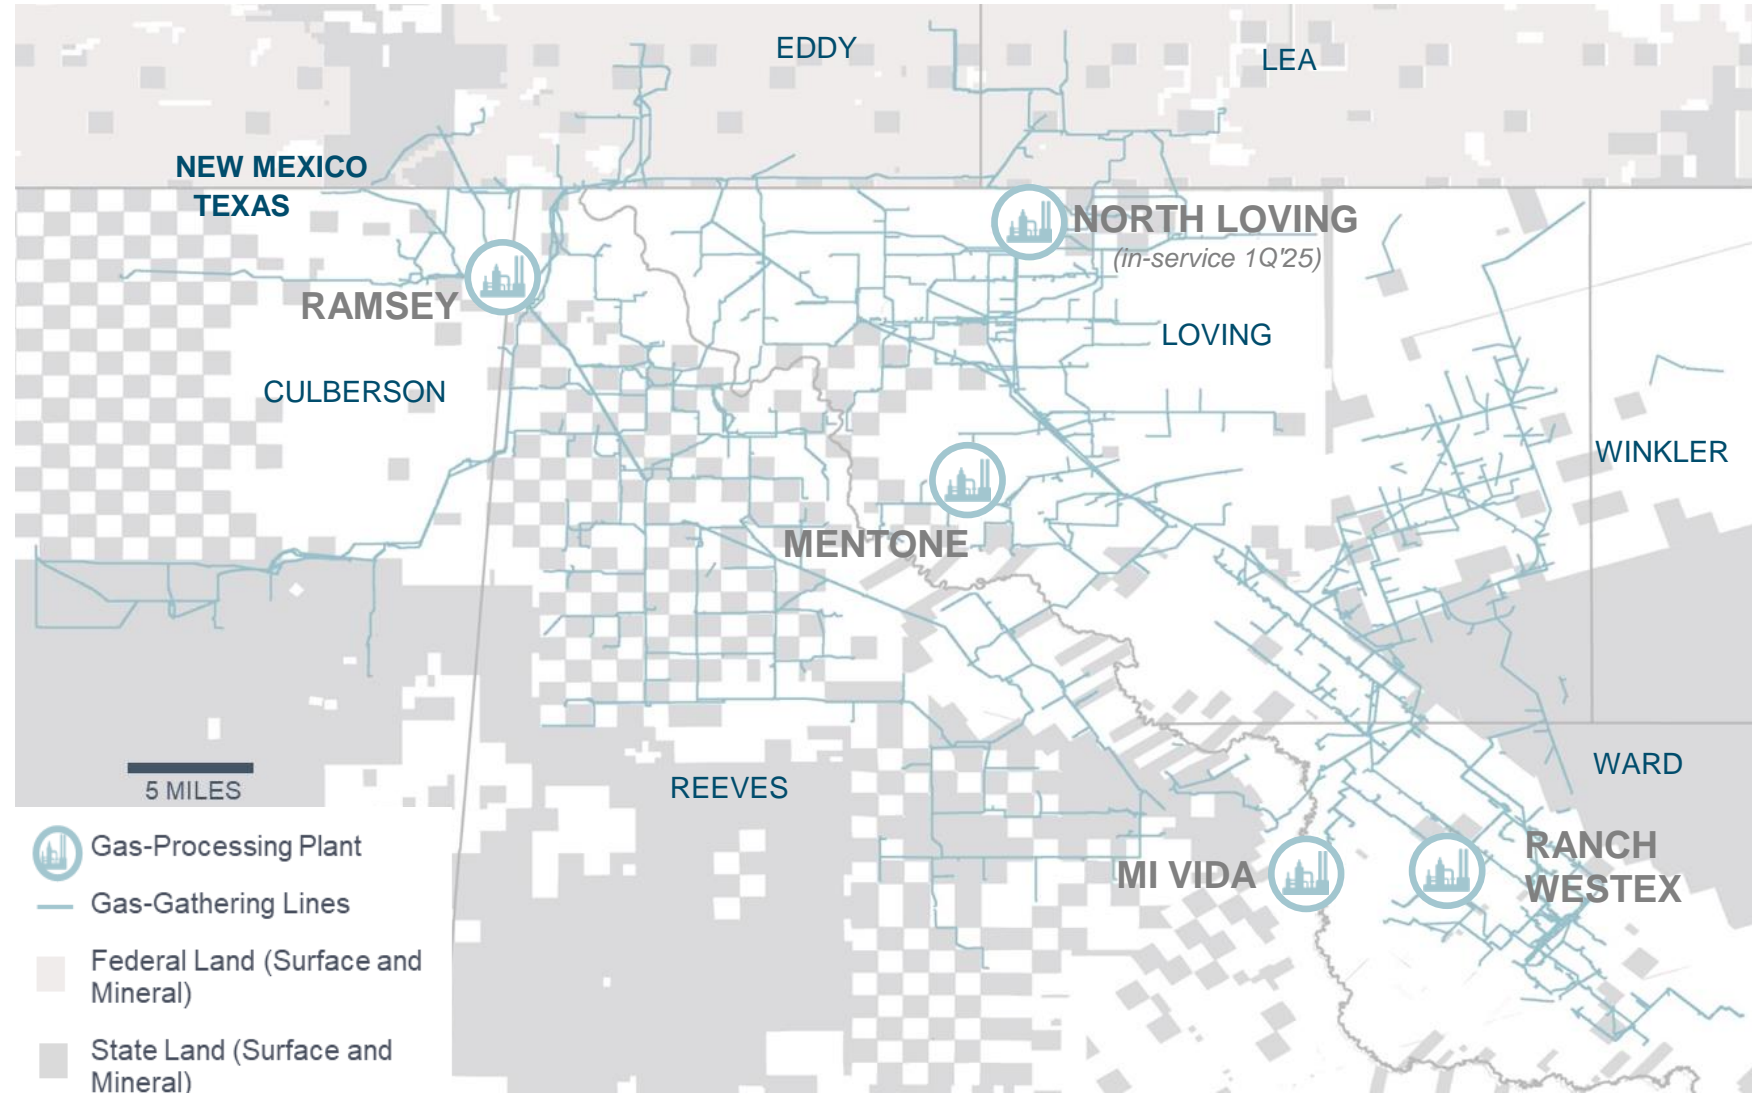 EDDY
LEA
NEW MEXICO
TEXAS
NORTH LOVING
(in-service 1Q'25)
RAMSEY
LOVING
CULBERSON
WINKLER
MENTONE
WARD
REEVES
5 MILES
MI VIDA
RANCH
WESTEX
Gas-Processing Plant
Gas-Gathering Lines
Federal Land (Surface and
Mineral)
State Land (Surface and
Mineral)